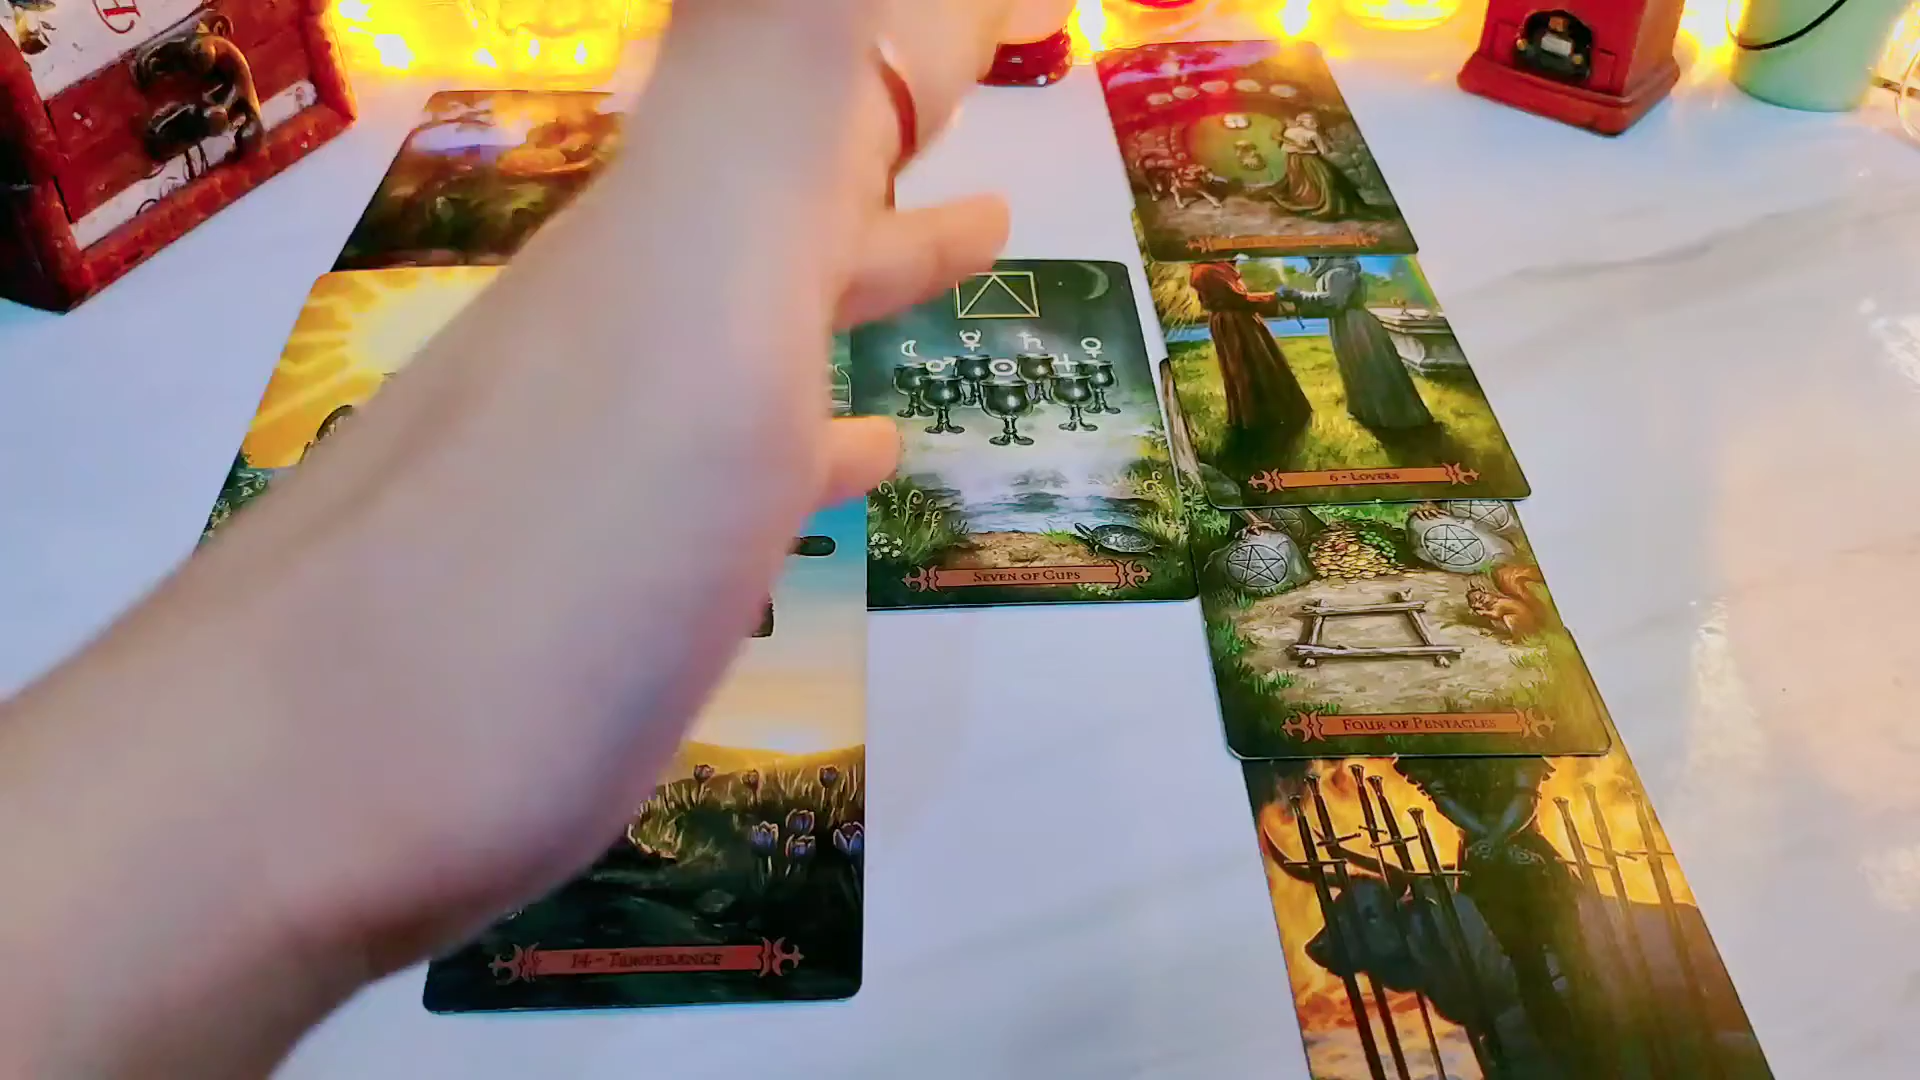 6 - Lovers
Seven of Cups
Four of Pentacles
14 - Temperance